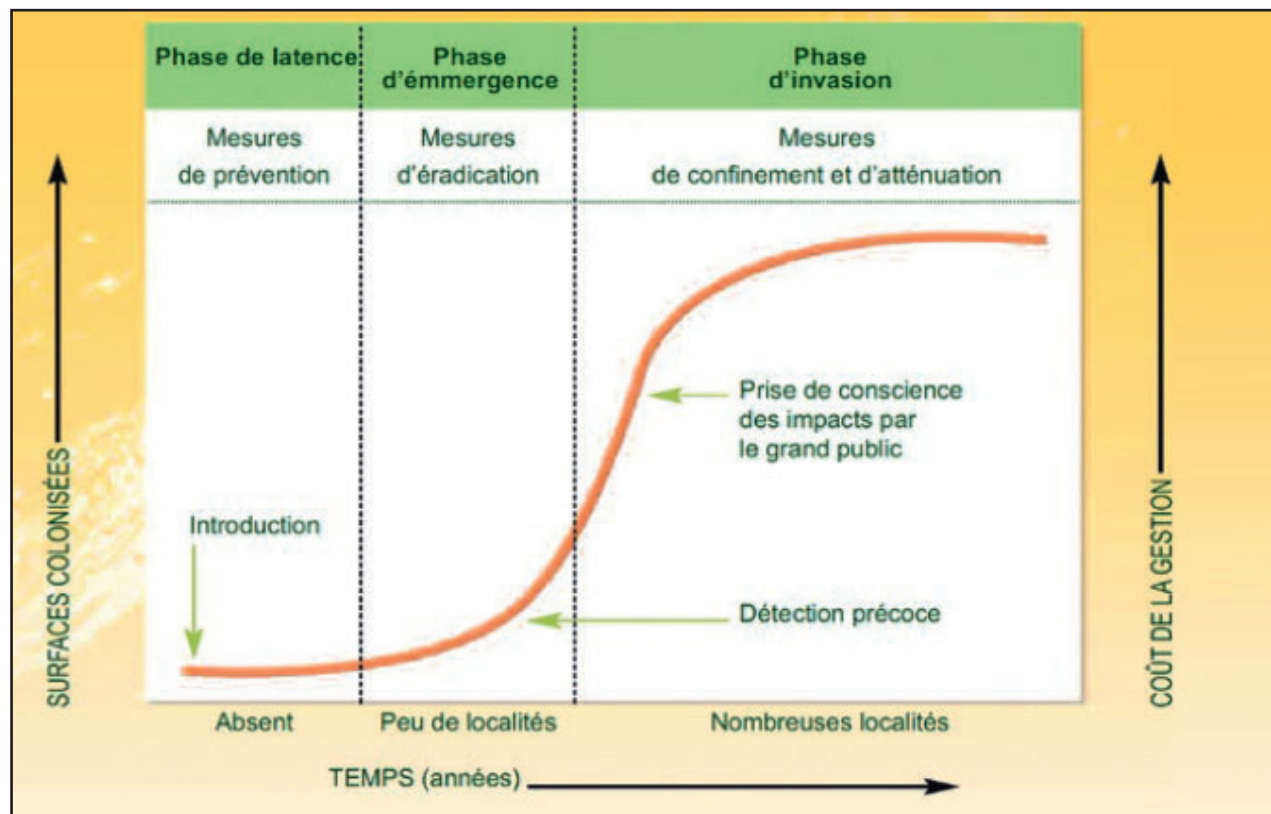 Phase de latence
Phase
d'émmergence
Phase
d'invasion
Mesures
de prévention
Mesures
d'éradication
Mesures
de confinement et d'atténuation
SURFACES COLONISÉES
COÛT DE LA GESTION
Introduction
Prise de conscience
des impacts par
le grand public
Détection précoce
Absent
Peu de localités
Nombreuses localités
TEMPS (années)